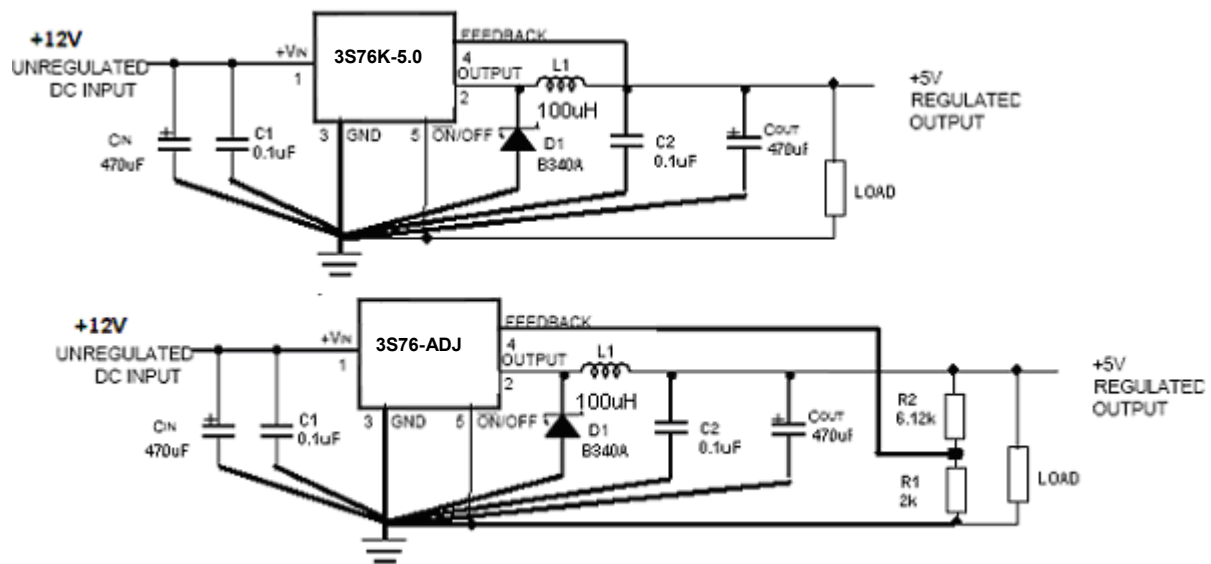 +12V
UNREGULATED
DC INPUT
+VIN
1
3S76K-5.0
FEEDBACK
4
OUTPUT
2
L1
100uH
+5V
REGULATED
OUTPUT
3
GND
5
ON/OFF
CIN
470uF
C1
0.1uF
D1
B340A
C2
0.1uF
COUT
470uF
LOAD
+12V
UNREGULATED
DC INPUT
+VIN
1
3S76-ADJ
FEEDBACK
4
OUTPUT
2
L1
100uH
+5V
REGULATED
OUTPUT
3
GND
5
ON/OFF
CIN
470uF
C1
0.1uF
D1
B340A
C2
0.1uF
COUT
470uF
R2
6.12k
R1
2k
LOAD